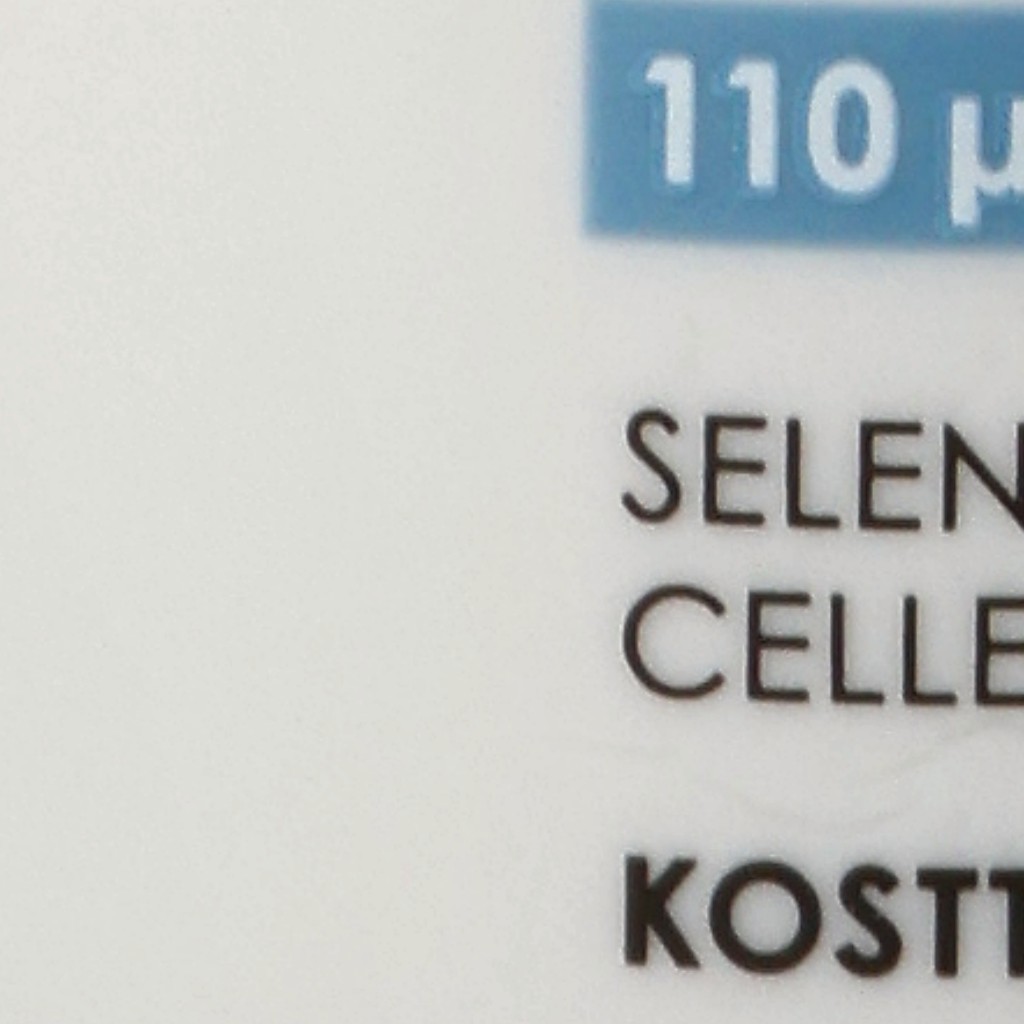 110 µ
SELEN
CELLE
KOSTT